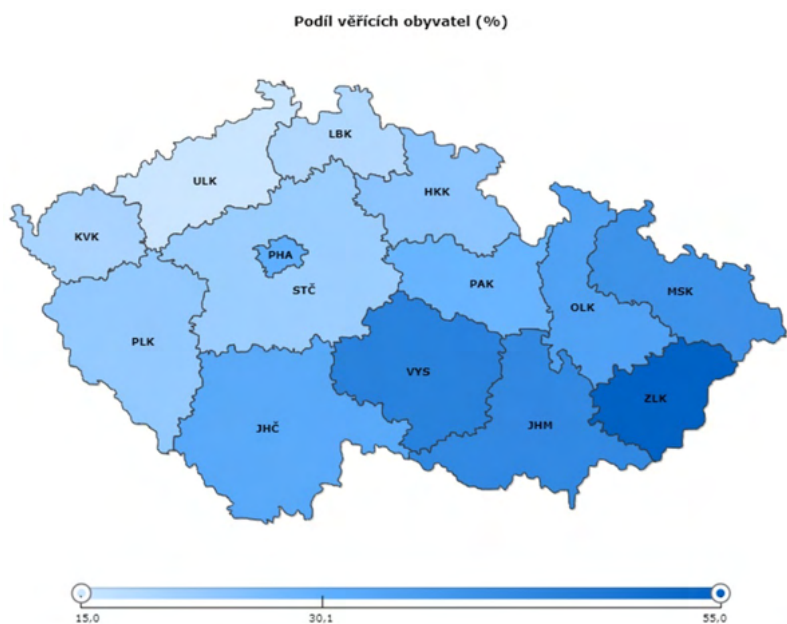 Podíl věřících obyvatel (%)
LBK
ULK
HKK
KVK
PHA
STČ
PAK
MSK
OLK
PLK
VYS
ZLK
JHČ
JHM
15,0
30,1
55,0